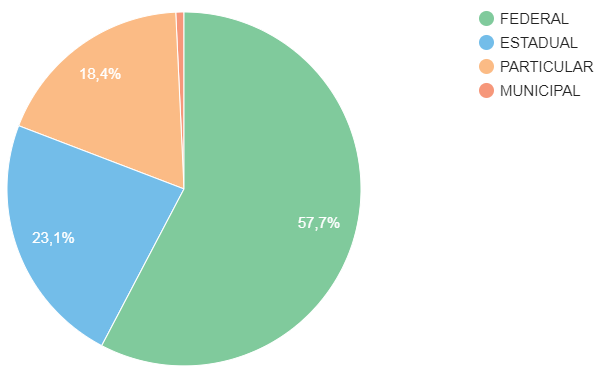 FEDERAL
ESTADUAL
PARTICULAR
MUNICIPAL
18,4%
57,7%
23,1%